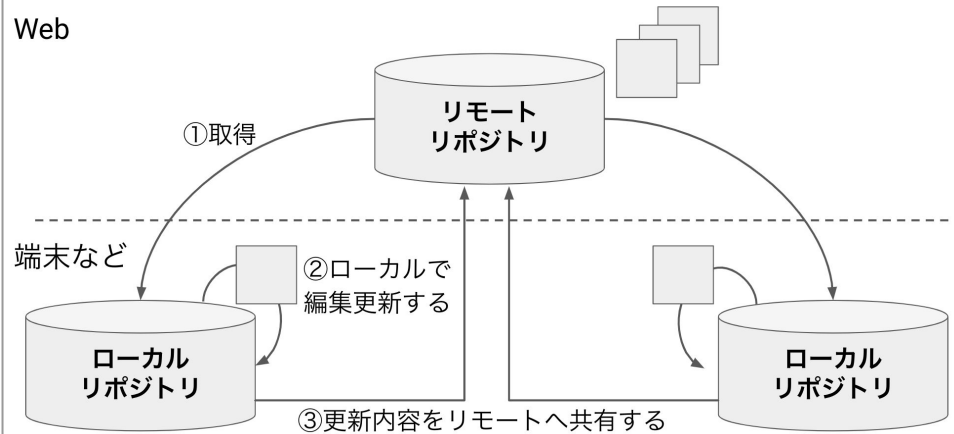 Web
リモート
リポジトリ
①取得
端末など
②ローカルで
編集更新する
ローカル
リポジトリ
ローカル
リポジトリ
③更新内容をリモートへ共有する